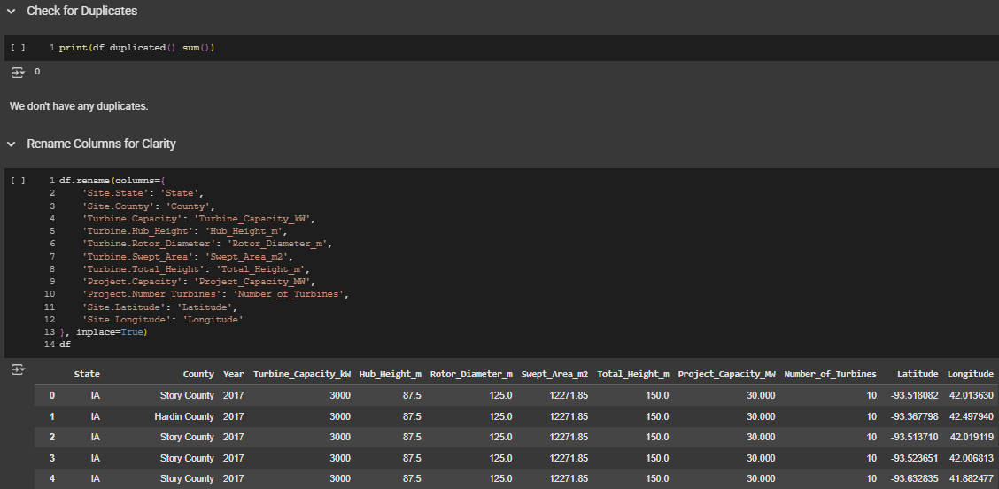 Check for Duplicates
[ ] 1 print(df.duplicated().sum())
0
We don't have any duplicates.
Rename Columns for Clarity
[ ] 1 df.rename(columns={
2 'Site.State': 'State',
3 'Site.County': 'County',
4 'Turbine.Capacity': 'Turbine_Capacity_kW',
5 'Turbine.Hub_Height': 'Hub_Height_m',
6 'Turbine.Rotor_Diameter': 'Rotor_Diameter_m',
7 'Turbine.Swept_Area': 'Swept_Area_m2',
8 'Turbine.Total_Height': 'Total_Height_m',
9 'Project.Capacity': 'Project_Capacity_MW',
10 'Project.Number_Turbines': 'Number_of_Turbines',
11 'Site.Latitude': 'Latitude',
12 'Site.Longitude': 'Longitude'
13 }, inplace=True)
14 df
State County Year Turbine_Capacity_kW Hub_Height_m Rotor_Diameter_m Swept_Area_m2 Total_Height_m Project_Capacity_MW Number_of_Turbines Latitude Longitude
0 IA Story County 2017 3000 87.5 125.0 12271.85 150.0 30.000 10 -93.518082 42.013630
1 IA Hardin County 2017 3000 87.5 125.0 12271.85 150.0 30.000 10 -93.367798 42.497940
2 IA Story County 2017 3000 87.5 125.0 12271.85 150.0 30.000 10 -93.513710 42.019119
3 IA Story County 2017 3000 87.5 125.0 12271.85 150.0 30.000 10 -93.523651 42.006813
4 IA Story County 2017 3000 87.5 125.0 12271.85 150.0 30.000 10 -93.632835 41.882477